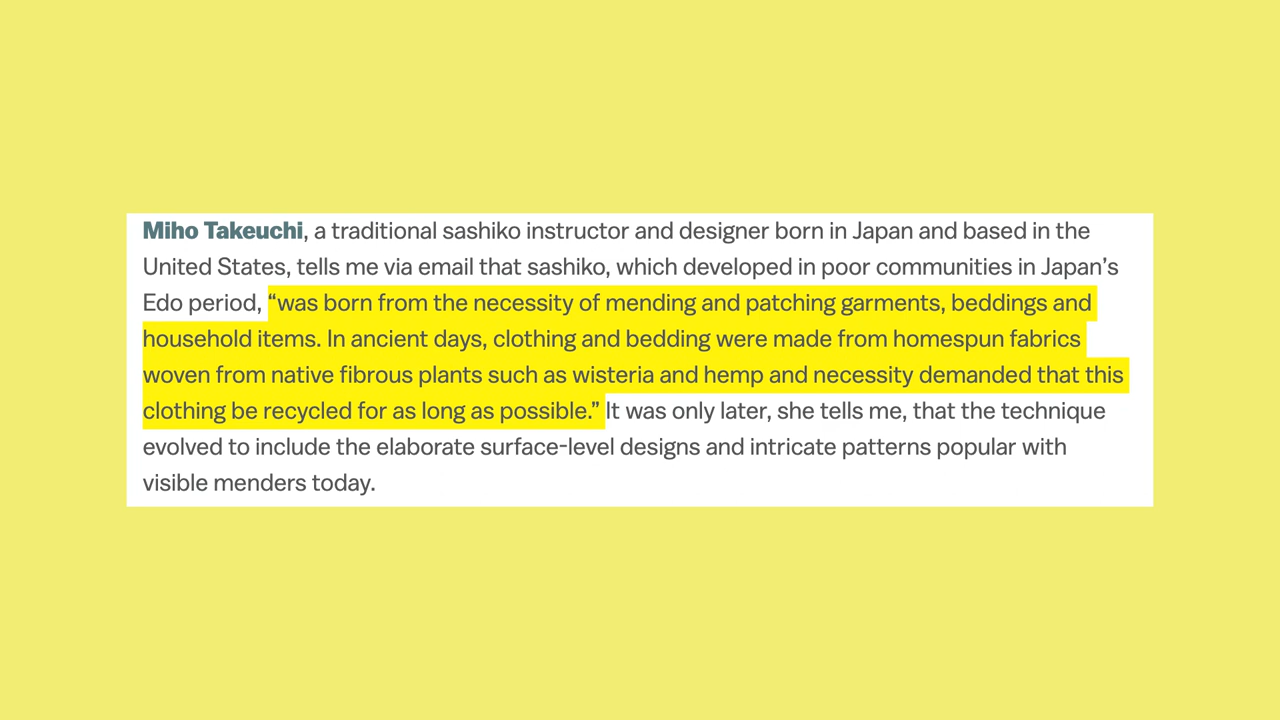 Miho Takeuchi, a traditional sashiko instructor and designer born in Japan and based in the
United States, tells me via email that sashiko, which developed in poor communities in Japan’s
Edo period, “was born from the necessity of mending and patching garments, beddings and
household items. In ancient days, clothing and bedding were made from homespun fabrics
woven from native fibrous plants such as wisteria and hemp and necessity demanded that this
clothing be recycled for as long as possible.” It was only later, she tells me, that the technique
evolved to include the elaborate surface-level designs and intricate patterns popular with
visible menders today.